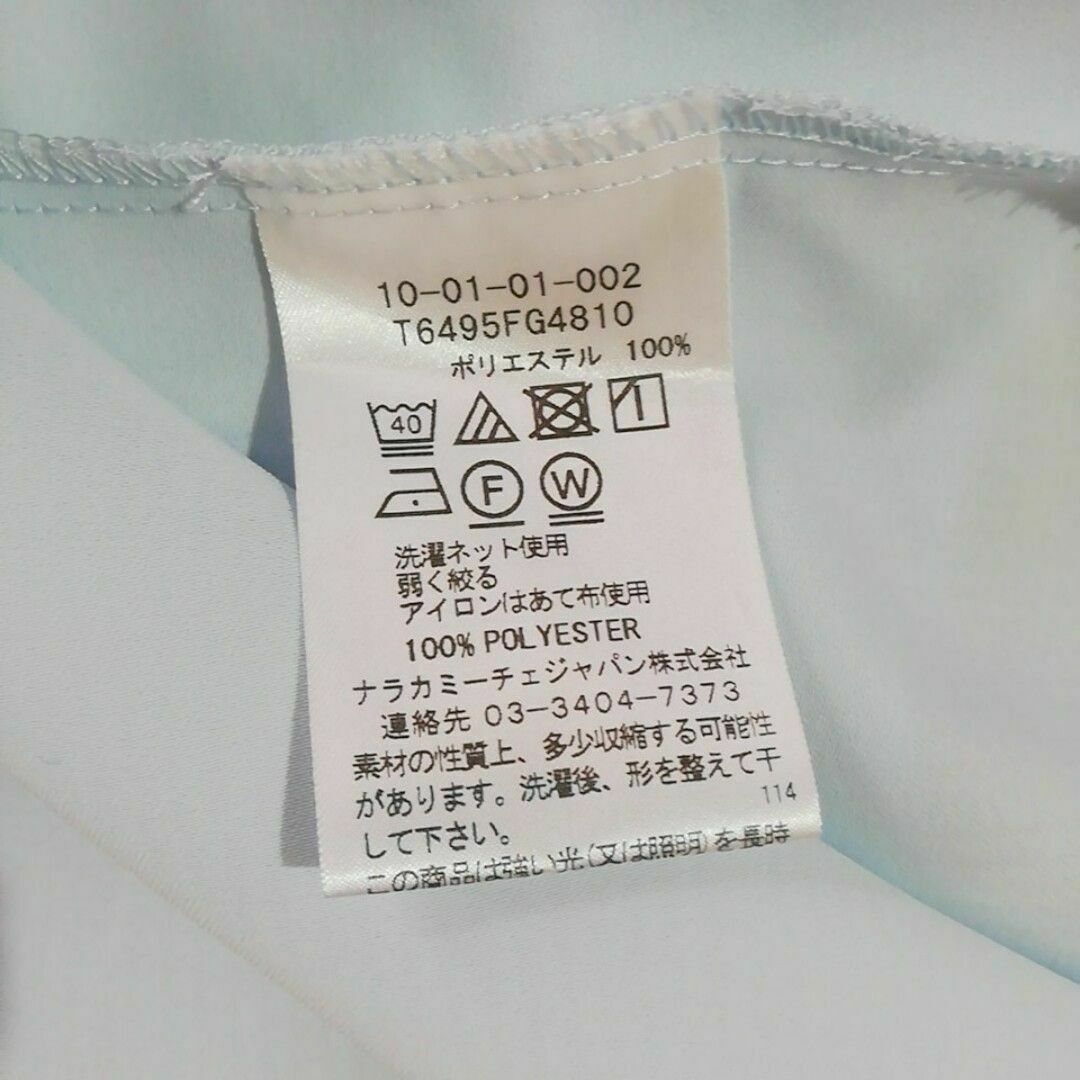 10-01-01-002
T6495FG4810
ポリエステル 100%
40
F W
洗濯ネット使用
弱く絞る
アイロンはあて布使用
100% POLYESTER
ナラカミーチェジャパン株式会社
連絡先 03-3404-7373
素材の性質上、多少収縮する可能性
があります。洗濯後、形を整えて干
して下さい。
114
この商品は強い光(又は照明)を長時